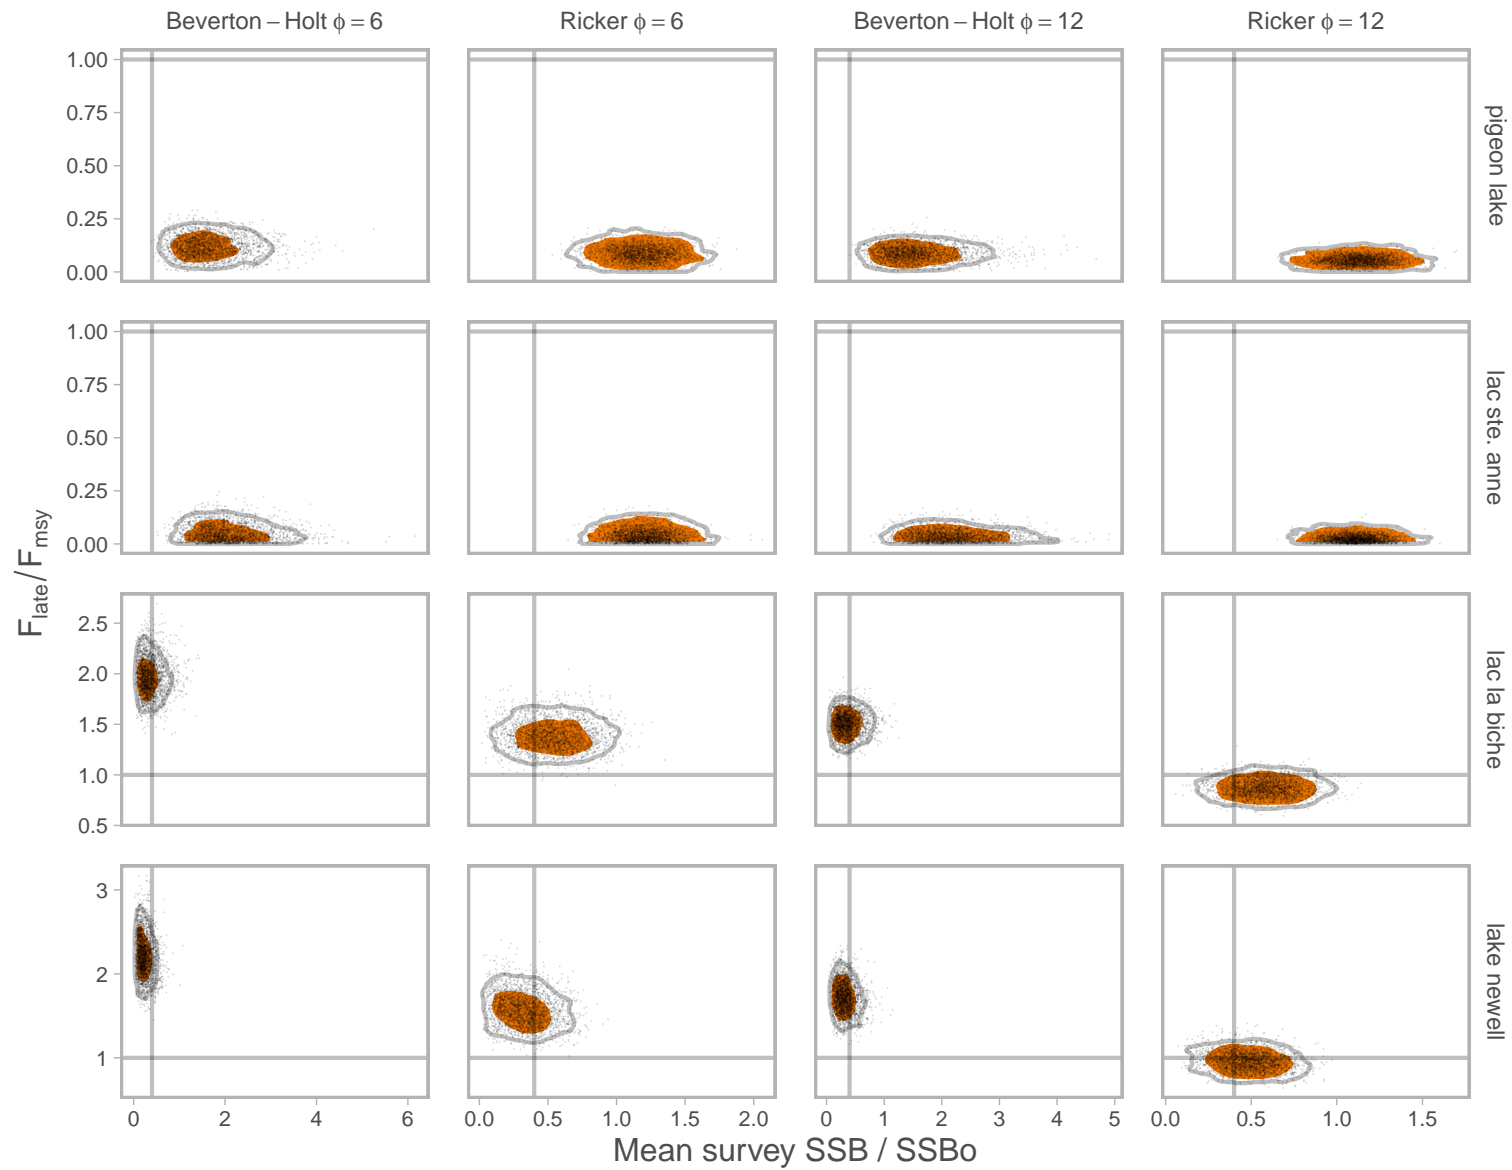 Beverton – Holt ϕ = 6
Ricker ϕ = 6
Beverton – Holt ϕ = 12
Ricker ϕ = 12
1.00
0.75
0.50
0.25
0.00
pigeon lake
1.00
0.75
0.50
0.25
0.00
lac ste. anne
2.5
2.0
1.5
1.0
0.5
lac la biche
3
2
1
lake newell
F_late/F_msy
0 2 4 6
0.0 0.5 1.0 1.5 2.0
0 1 2 3 4 5
0.0 0.5 1.0 1.5
Mean survey SSB / SSBo